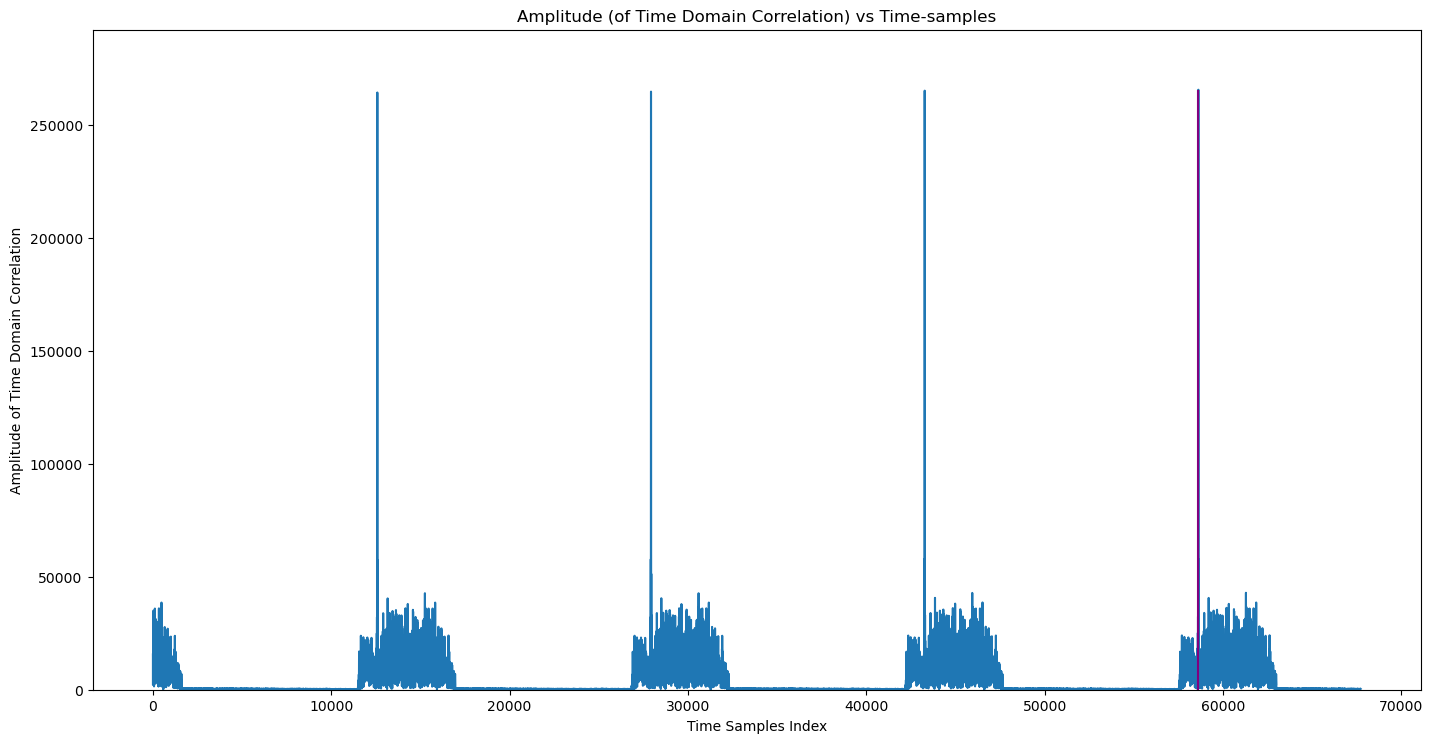 Amplitude (of Time Domain Correlation) vs Time-samples
Amplitude of Time Domain Correlation
250000
200000
150000
100000
50000
0
0 10000 20000 30000 40000 50000 60000 70000
Time Samples Index